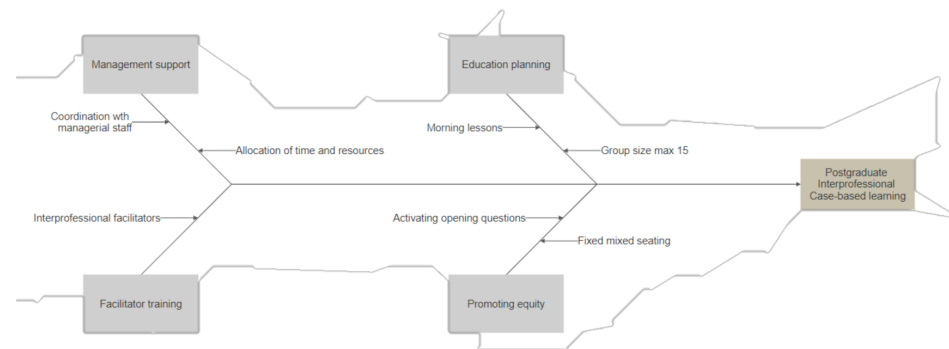 Management support
Education planning
Coordination wth
managerial staff
Morning lessons
Allocation of time and resources
Group size max 15
Postgraduate
Interprofessional
Case-based learning
Interprofessional facilitators
Activating opening questions
Fixed mixed seating
Facilitator training
Promoting equity